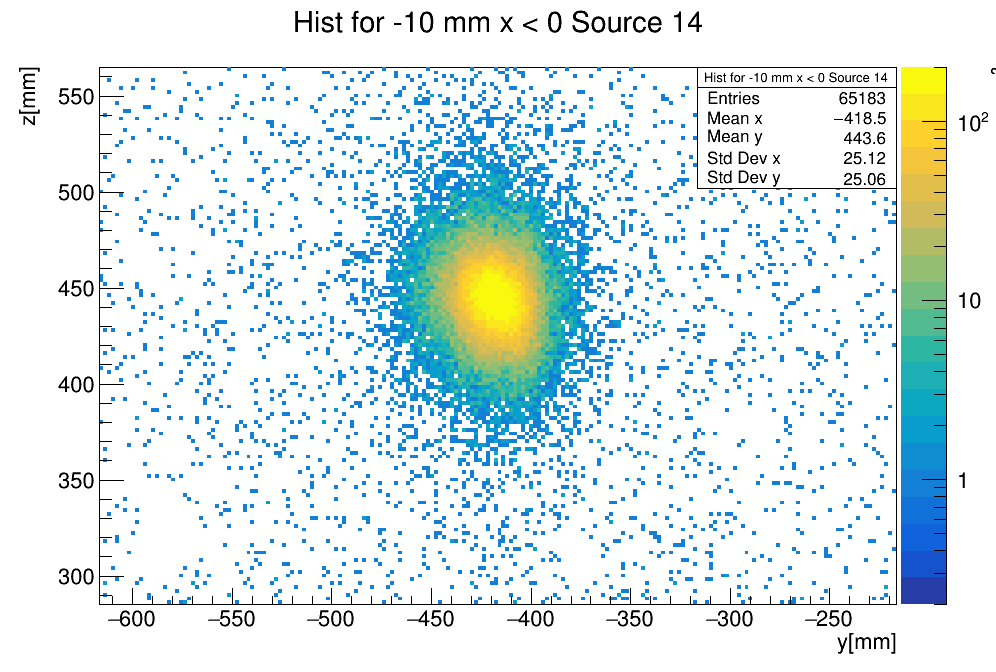 Hist for -10 mm x < 0 Source 14
z[mm]
Hist for -10 mm x < 0 Source 14
Entries 65183
Mean x −418.5
Mean y 443.6
Std Dev x 25.12
Std Dev y 25.06
550
500
450
400
350
300
−600 −550 −500 −450 −400 −350 −300 −250
y[mm]
10²
10
1